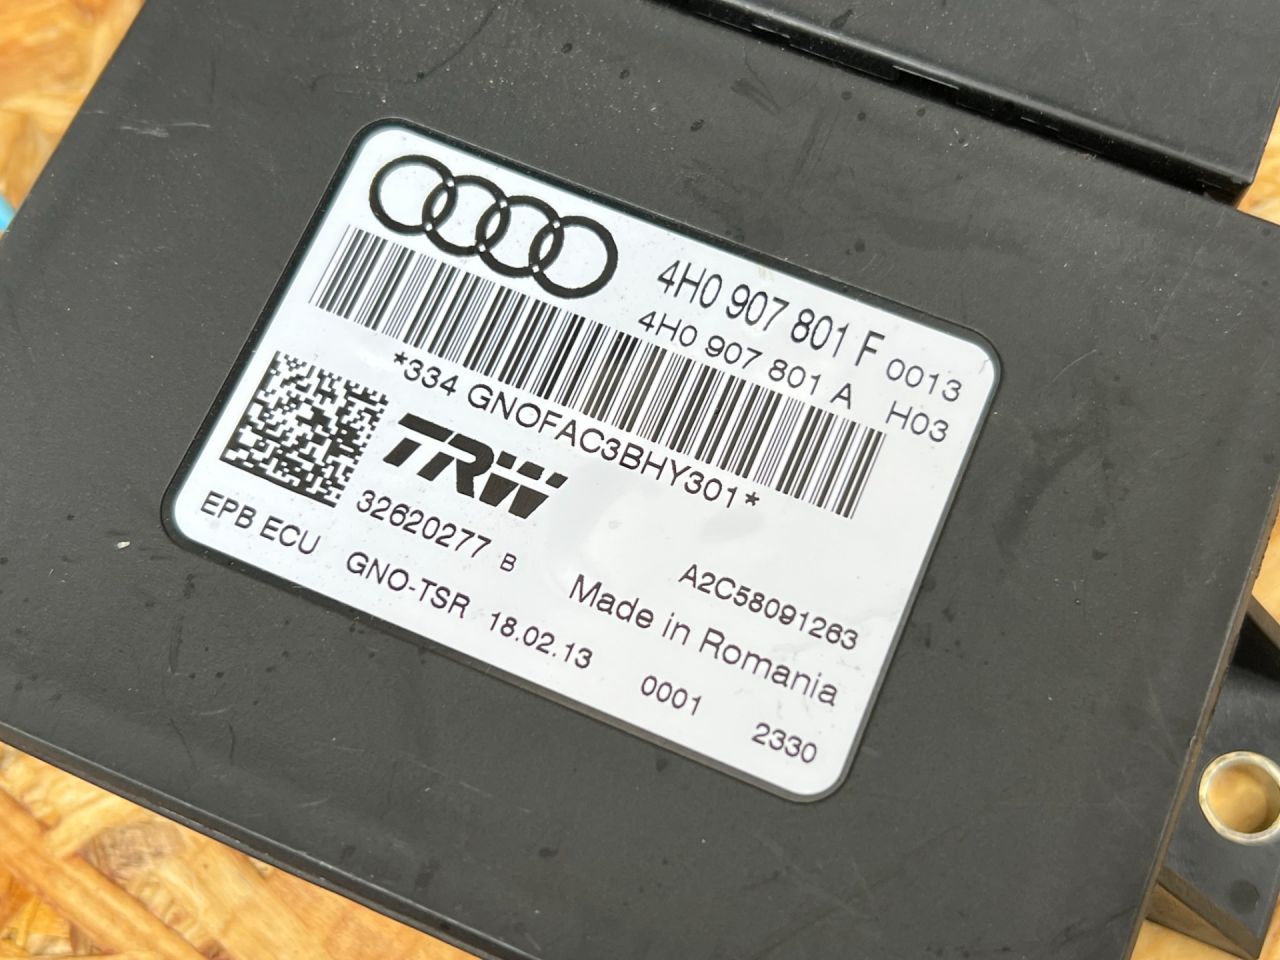 4H0 907 801 F 0013
4H0 907 801 A H03
*334 GNOFAC3BHY301*
TRW
32620277 B
A2C58091263
Made in Romania
EPB ECU GNO-TSR 18.02.13 0001 2330